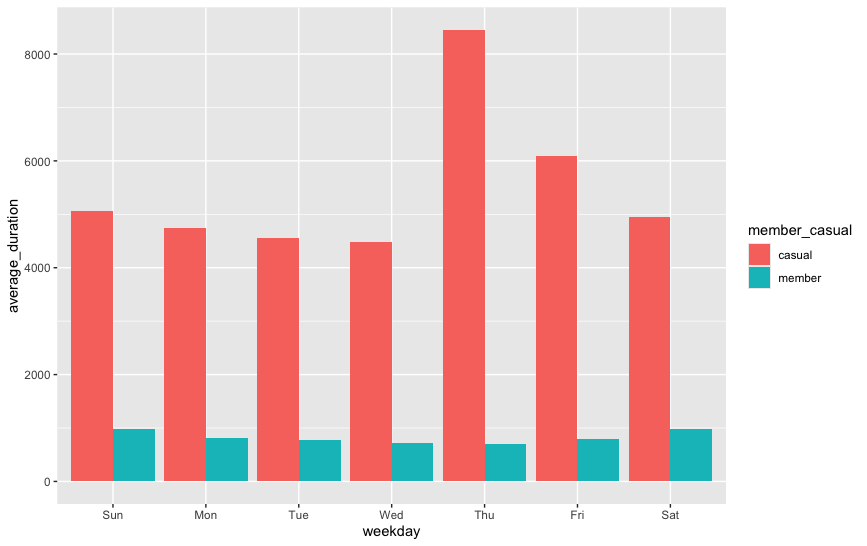 8000
6000
4000
2000
0
average_duration
Sun Mon Tue Wed Thu Fri Sat
weekday
member_casual
casual
member